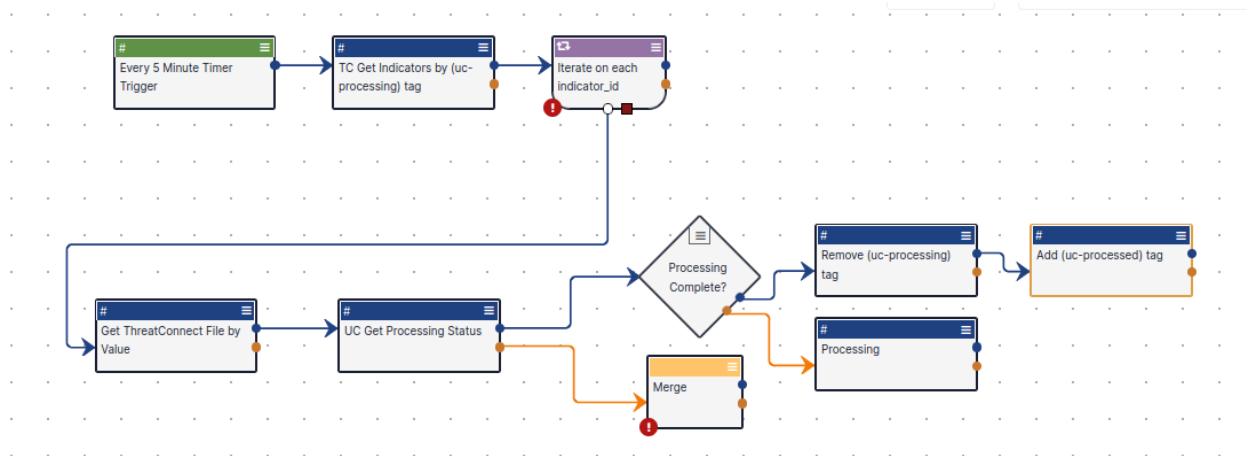 #
Every 5 Minute Timer
Trigger
#
TC Get Indicators by (uc-
processing) tag
Iterate on each
indicator_id
!
Processing
Complete?
#
Remove (uc-processing)
tag
#
Add (uc-processed) tag
#
Get ThreatConnect File by
Value
#
UC Get Processing Status
#
Processing
Merge
!